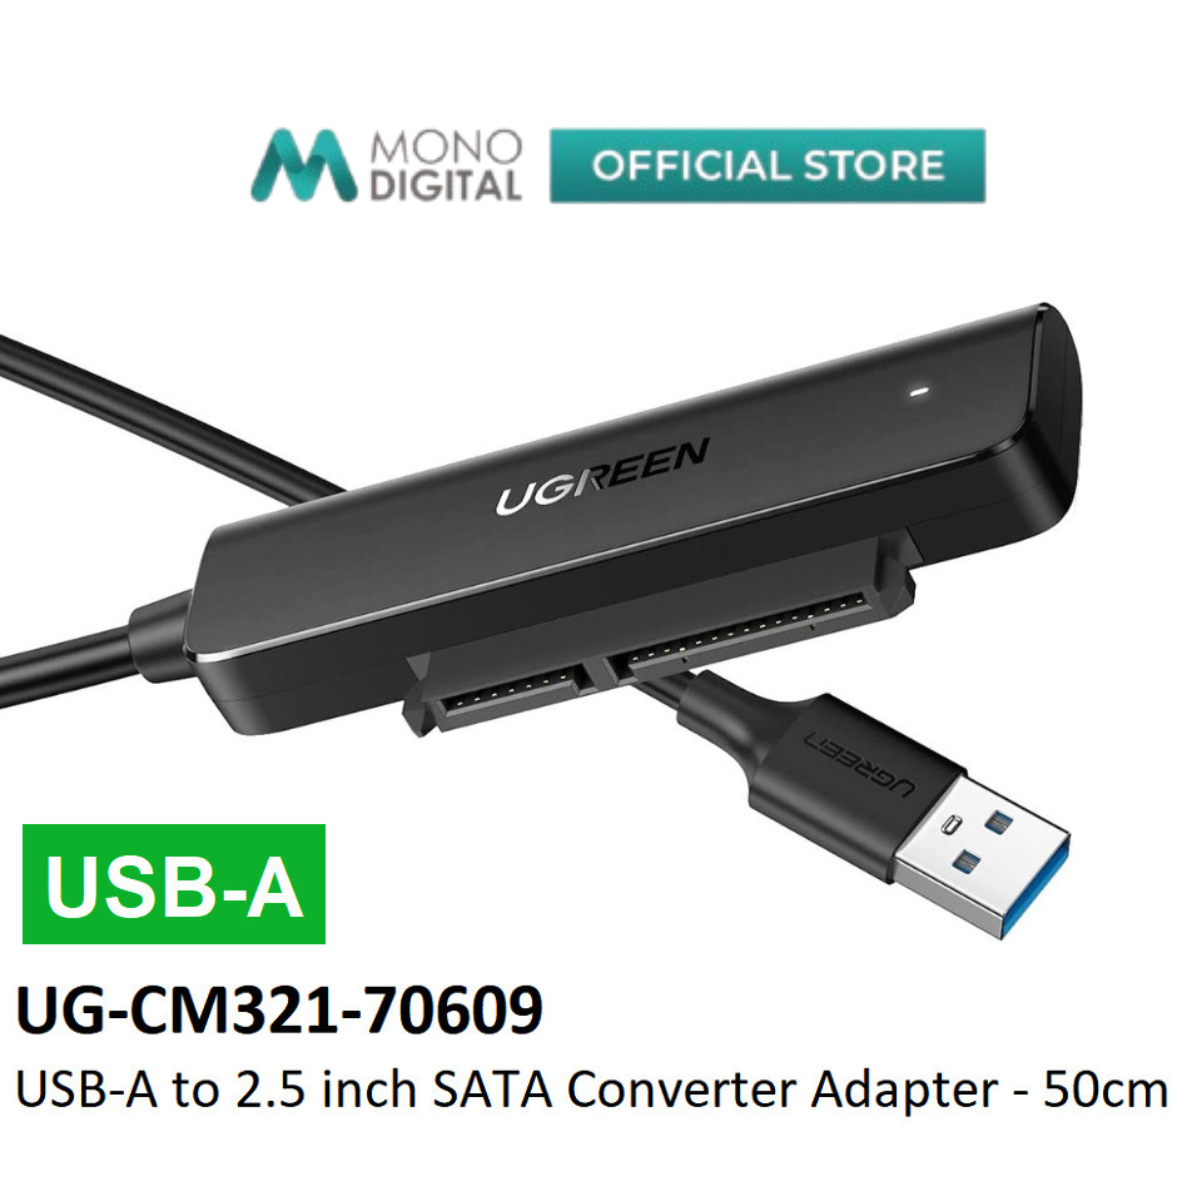 MONO
DIGITAL
OFFICIAL STORE
UGREEN
UGREEN
USB-A
UG-CM321-70609
USB-A to 2.5 inch SATA Converter Adapter - 50cm